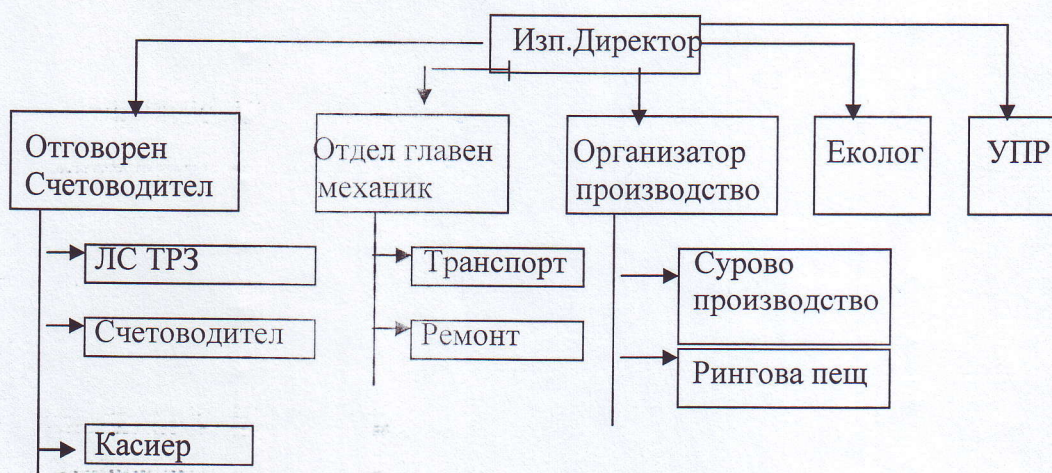 Изп.Директор
Отговорен
Счетоводител
Отдел главен
механик
Организатор
производство
Еколог
УПР
ЛС ТРЗ
Счетоводител
Касиер
Транспорт
Ремонт
Сурово
производство
Рингова пещ